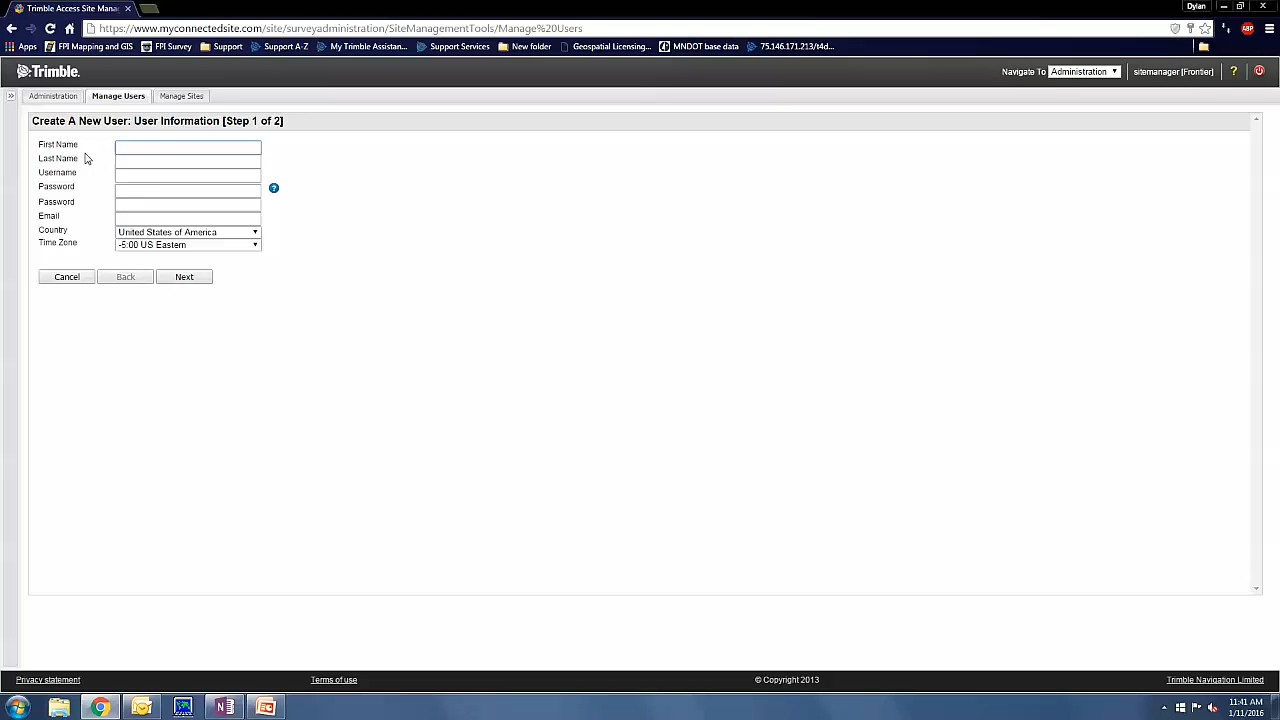 Trimble Access Site Mana
Dylan
https://www.myconnectedsite.com/site/surveyadministration/SiteManagementTools/Manage%20Users
ABP
Apps FPI Mapping and GIS FPI Survey Support Support A-Z My Trimble Assistan... Support Services New folder Geospatial Licensing... MNDOT base data 75.146.171.213/t4d...
Trimble.
Navigate To Administration sitemanager [Frontier] ?
>> Administration Manage Users Manage Sites
Create A New User: User Information [Step 1 of 2]
First Name
Last Name
Username
Password ?
Password
Email
Country United States of America
Time Zone -5:00 US Eastern
Cancel Back Next
Privacy statement Terms of use © Copyright 2013 Trimble Navigation Limited
11:41 AM
1/11/2016